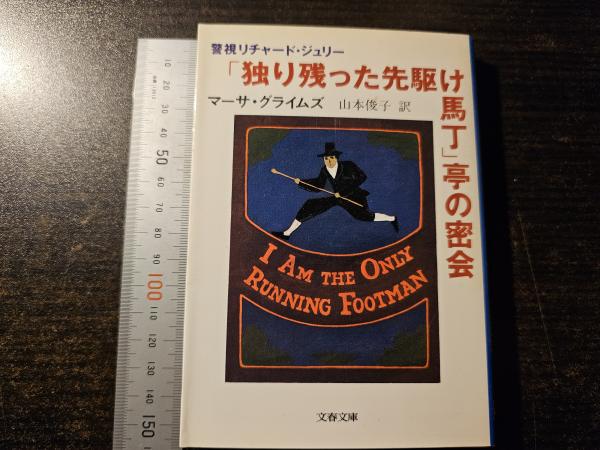 警視リチャード・ジュリー
「独り残った先駆け馬丁」亭の密会
マーサ・グライムズ 山本俊子 訳
I AM THE ONLY
RUNNING FOOTMAN
文春文庫
10
20
30
40
50
60
70
80
90
100
110
120
130
140
150